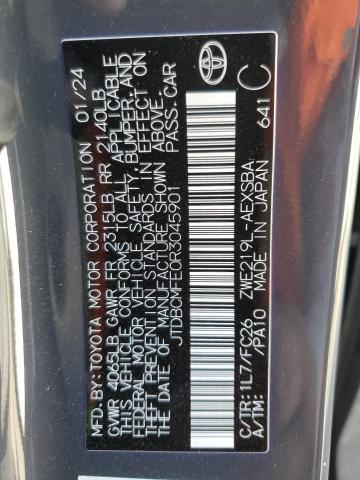 MFD.BY:TOYOTA MOTOR CORPORATION 01/24
GVWR 4065LB GAWR FR 2315LB RR 2140LB
THIS VEHICLE CONFORMS TO ALL APPLICABLE
FEDERAL MOTOR VEHICLE SAFETY, BUMPER, AND
THEFT PREVENTION STANDARDS IN EFFECT ON
THE DATE OF MANUFACTURE SHOWN ABOVE.
JTDBCMFE0R3045901 PASS.CAR
C/TR:1L7/FC26 ZWE219L-AEXSBA
A/TM: /PA10 MADE IN JAPAN 641
C
TOYOTA